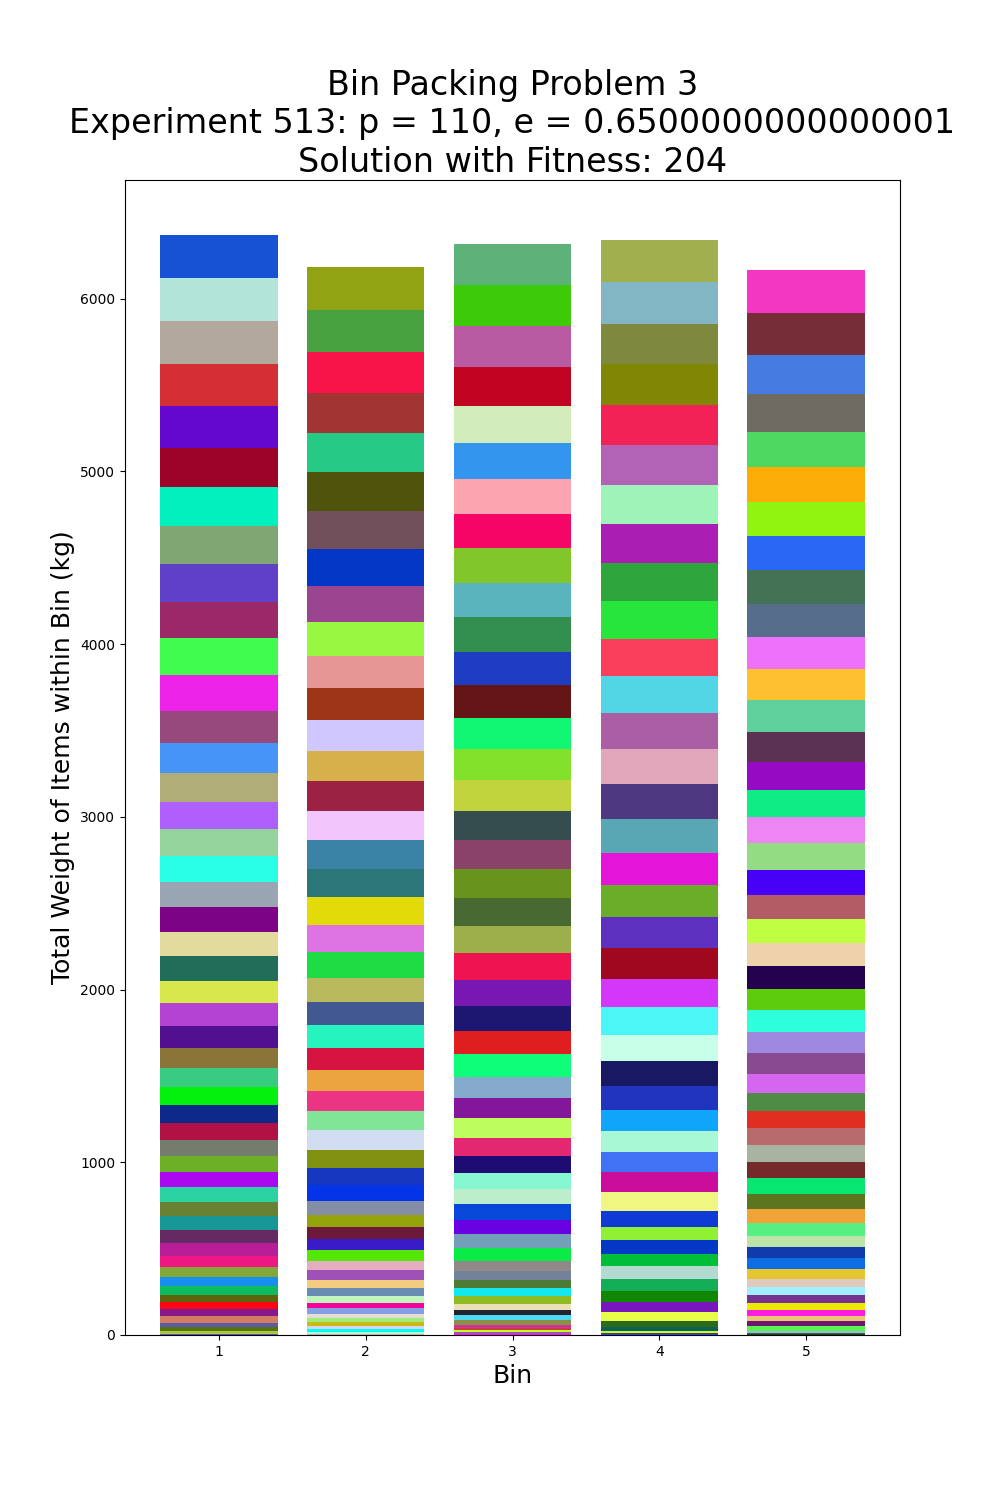 Bin Packing Problem 3
Experiment 513: p = 110, e = 0.6500000000000001
Solution with Fitness: 204
Total Weight of Items within Bin (kg)
6000
5000
4000
3000
2000
1000
0
1 2 3 4 5
Bin